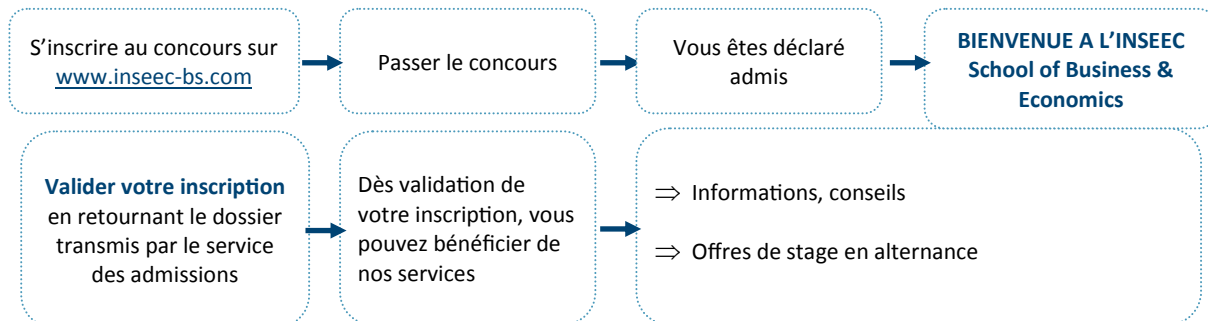 S’inscrire au concours sur
www.inseec-bs.com
Passer le concours
Vous êtes déclaré
admis
BIENVENUE A L’INSEEC
School of Business &
Economics
Valider votre inscription
en retournant le dossier
transmis par le service
des admissions
Dès validation de
votre inscription, vous
pouvez bénéficier de
nos services
⇒ Informations, conseils
⇒ Offres de stage en alternance